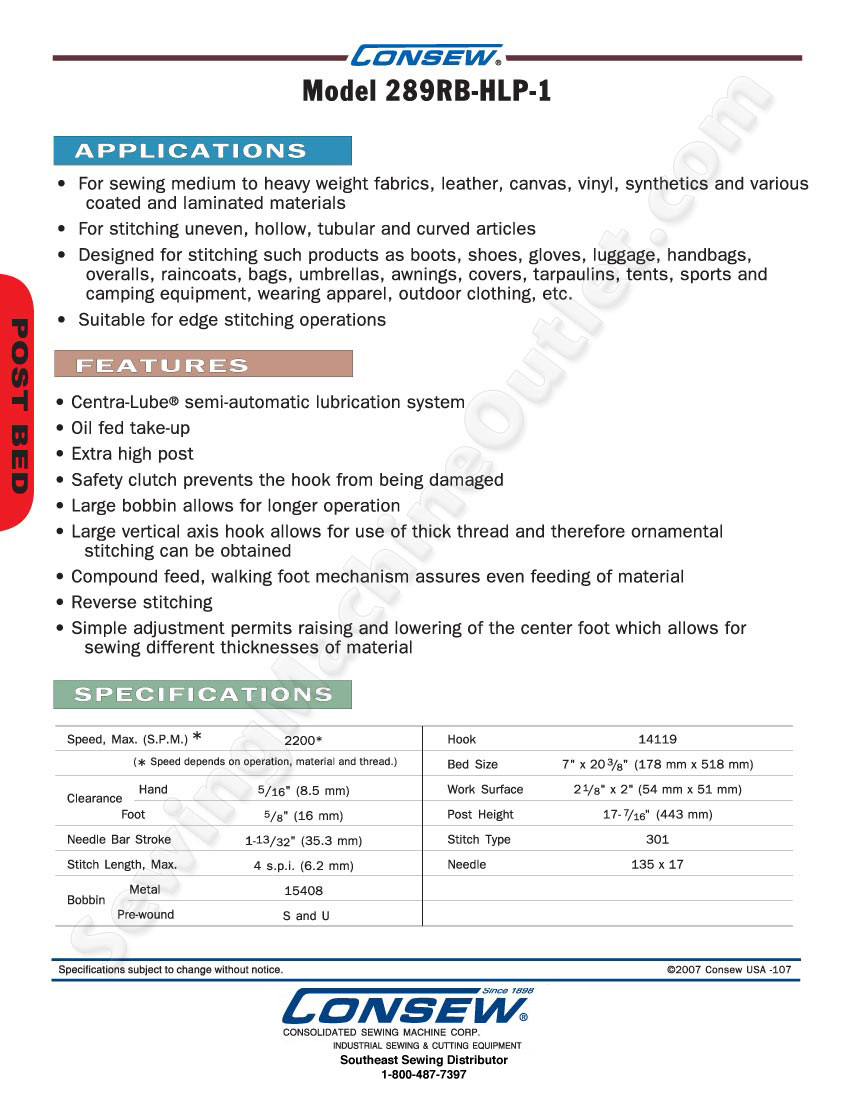 CONSEW®
Model 289RB-HLP-1
APPLICATIONS
• For sewing medium to heavy weight fabrics, leather, canvas, vinyl, synthetics and various
coated and laminated materials
• For stitching uneven, hollow, tubular and curved articles
• Designed for stitching such products as boots, shoes, gloves, luggage, handbags,
overalls, raincoats, bags, umbrellas, awnings, covers, tarpaulins, tents, sports and
camping equipment, wearing apparel, outdoor clothing, etc.
• Suitable for edge stitching operations
POST BED
FEATURES
• Centra-Lube® semi-automatic lubrication system
• Oil fed take-up
• Extra high post
• Safety clutch prevents the hook from being damaged
• Large bobbin allows for longer operation
• Large vertical axis hook allows for use of thick thread and therefore ornamental
stitching can be obtained
• Compound feed, walking foot mechanism assures even feeding of material
• Reverse stitching
• Simple adjustment permits raising and lowering of the center foot which allows for
sewing different thicknesses of material
SPECIFICATIONS
Speed, Max. (S.P.M.) * 2200*
(* Speed depends on operation, material and thread.)
Clearance Hand 5/16" (8.5 mm)
Foot 5/8" (16 mm)
Needle Bar Stroke 1-13/32" (35.3 mm)
Stitch Length, Max. 4 s.p.i. (6.2 mm)
Bobbin Metal 15408
Pre-wound S and U
Hook 14119
Bed Size 7" x 20 3/8" (178 mm x 518 mm)
Work Surface 2 1/8" x 2" (54 mm x 51 mm)
Post Height 17-7/16" (443 mm)
Stitch Type 301
Needle 135 x 17
SewingMachineOutlet.com
Specifications subject to change without notice. ©2007 Consew USA -107
Since 1898
CONSEW®
CONSOLIDATED SEWING MACHINE CORP.
INDUSTRIAL SEWING & CUTTING EQUIPMENT
Southeast Sewing Distributor
1-800-487-7397